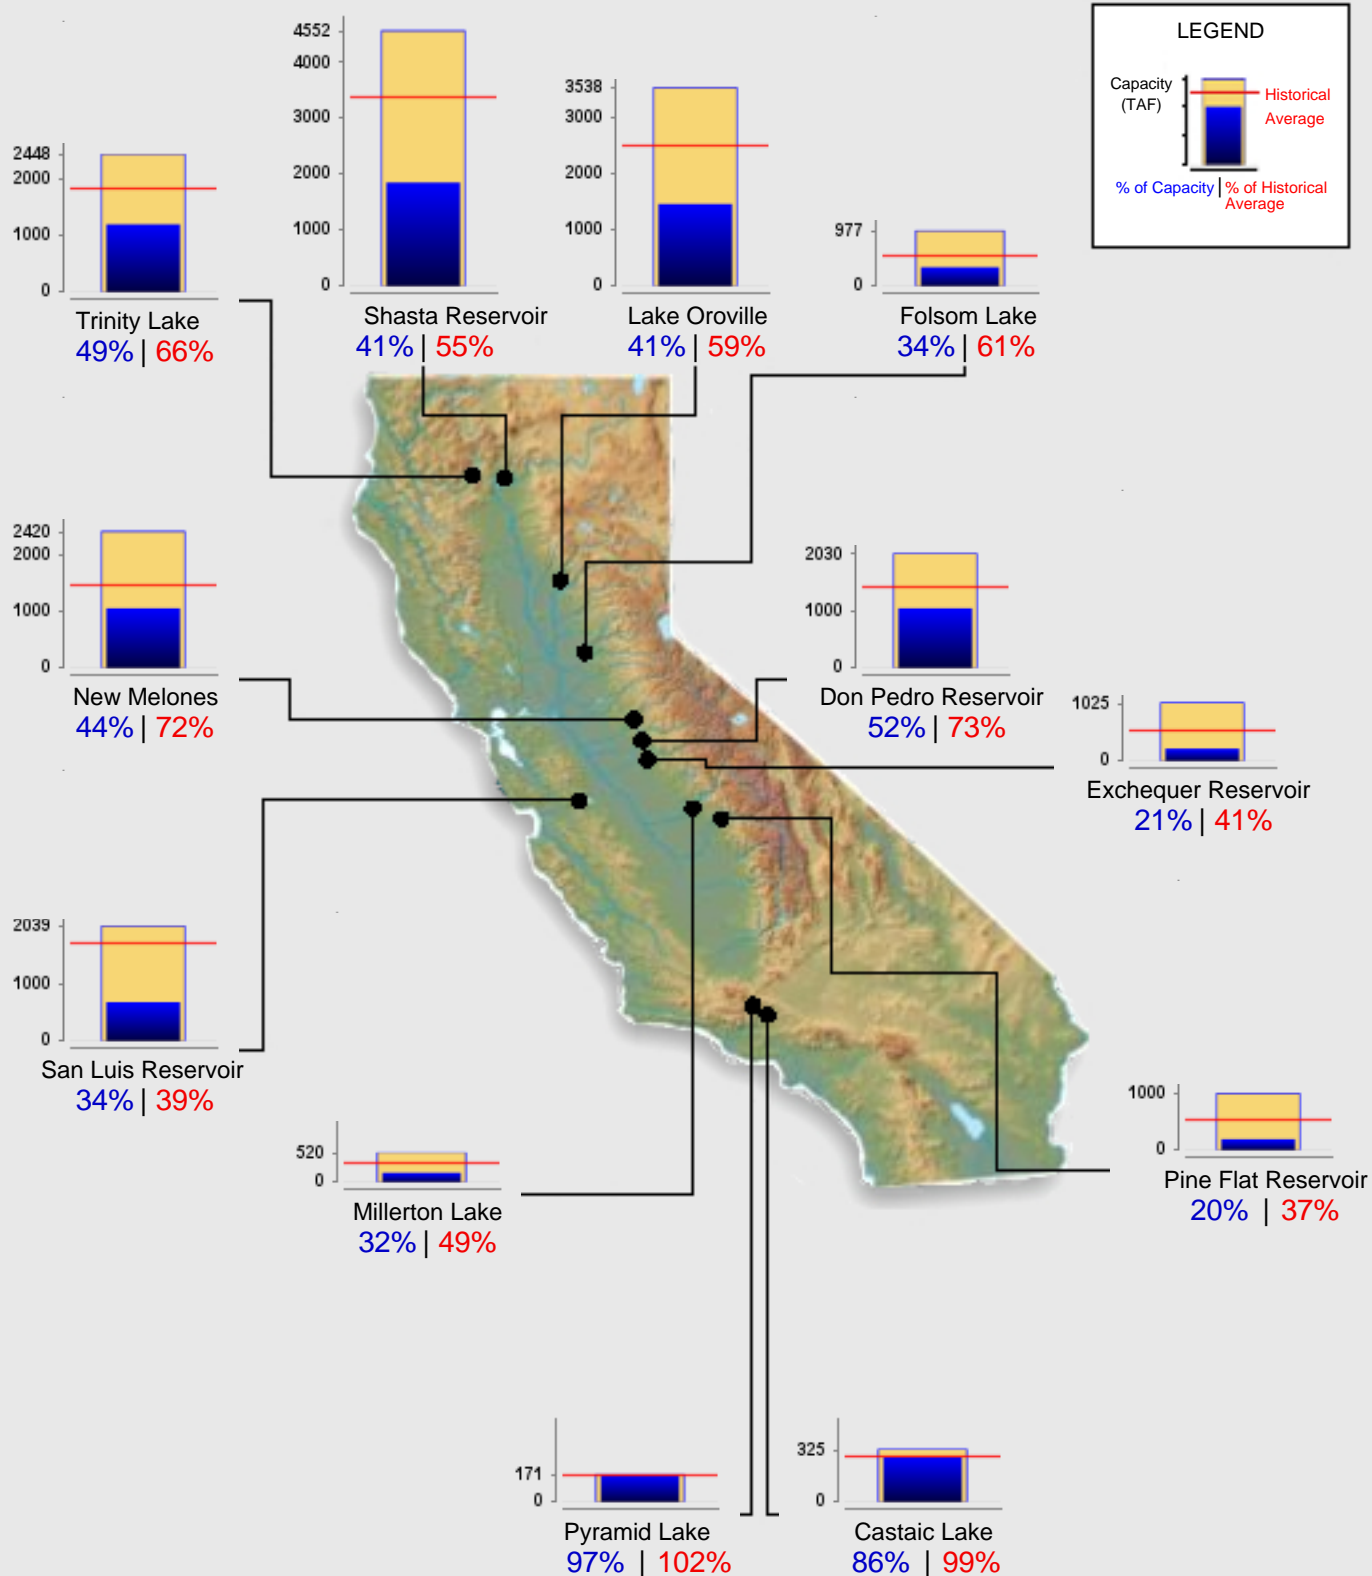 LEGEND
Capacity
(TAF)
Historical
Average
% of Capacity | % of Historical
Average
4552
4000
3000
2000
1000
0
Shasta Reservoir
41% | 55%
3538
3000
2000
1000
0
Lake Oroville
41% | 59%
2448
2000
1000
0
Trinity Lake
49% | 66%
977
0
Folsom Lake
34% | 61%
2420
2000
1000
0
New Melones
44% | 72%
2030
1000
0
Don Pedro Reservoir
52% | 73%
1025
0
Exchequer Reservoir
21% | 41%
2039
1000
0
San Luis Reservoir
34% | 39%
520
0
Millerton Lake
32% | 49%
1000
0
Pine Flat Reservoir
20% | 37%
171
0
Pyramid Lake
97% | 102%
325
0
Castaic Lake
86% | 99%